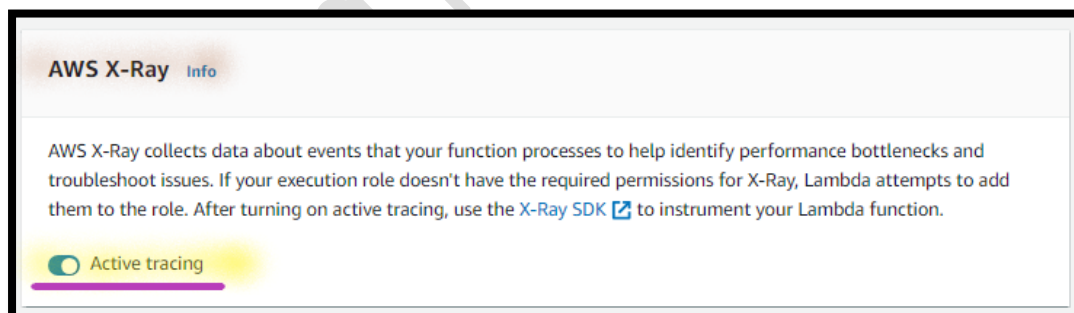 AWS X-Ray Info
AWS X-Ray collects data about events that your function processes to help identify performance bottlenecks and
troubleshoot issues. If your execution role doesn't have the required permissions for X-Ray, Lambda attempts to add
them to the role. After turning on active tracing, use the X-Ray SDK to instrument your Lambda function.
Active tracing